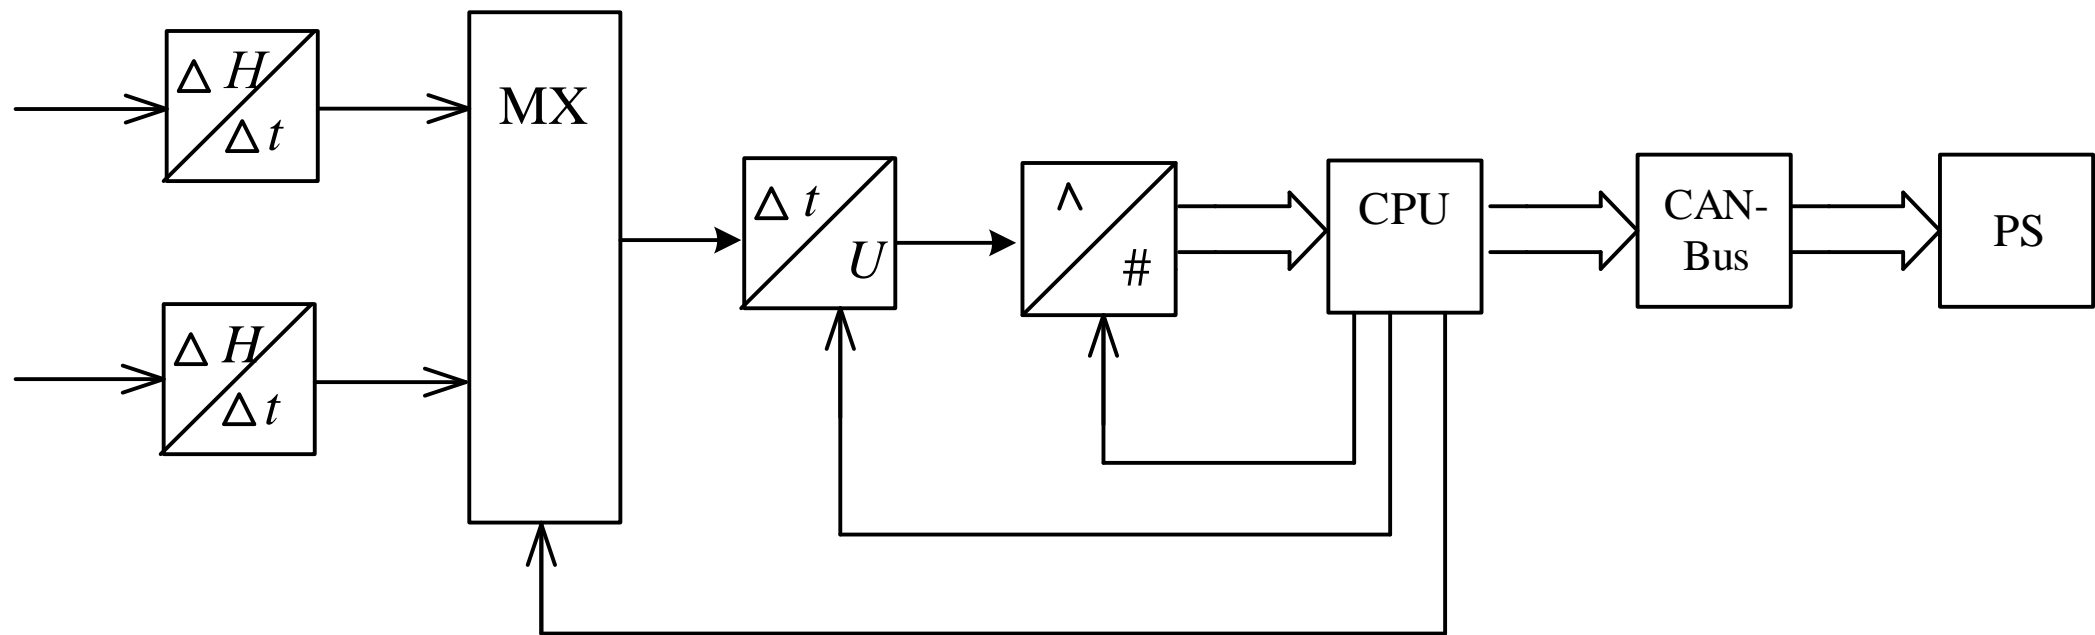 △ H
△ t
MX
△ t
U
^
#
CPU
CAN-
Bus
PS
△ H
△ t